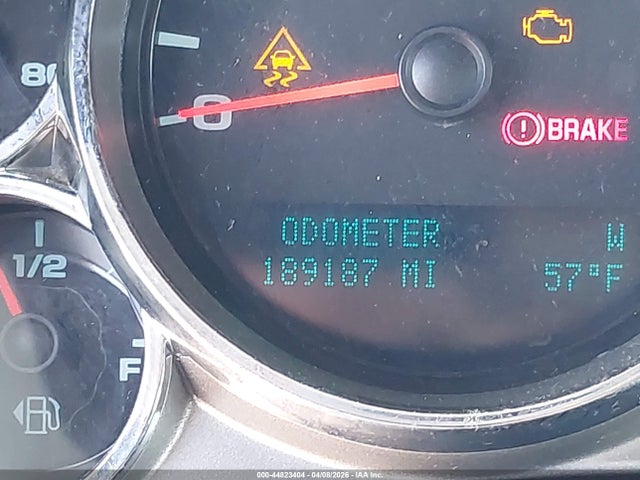 80
0
BRAKE
ODOMETER W
189187 MI 57°F
1/2
F
000-44823404 - 04/08/2026 - IAA Inc.